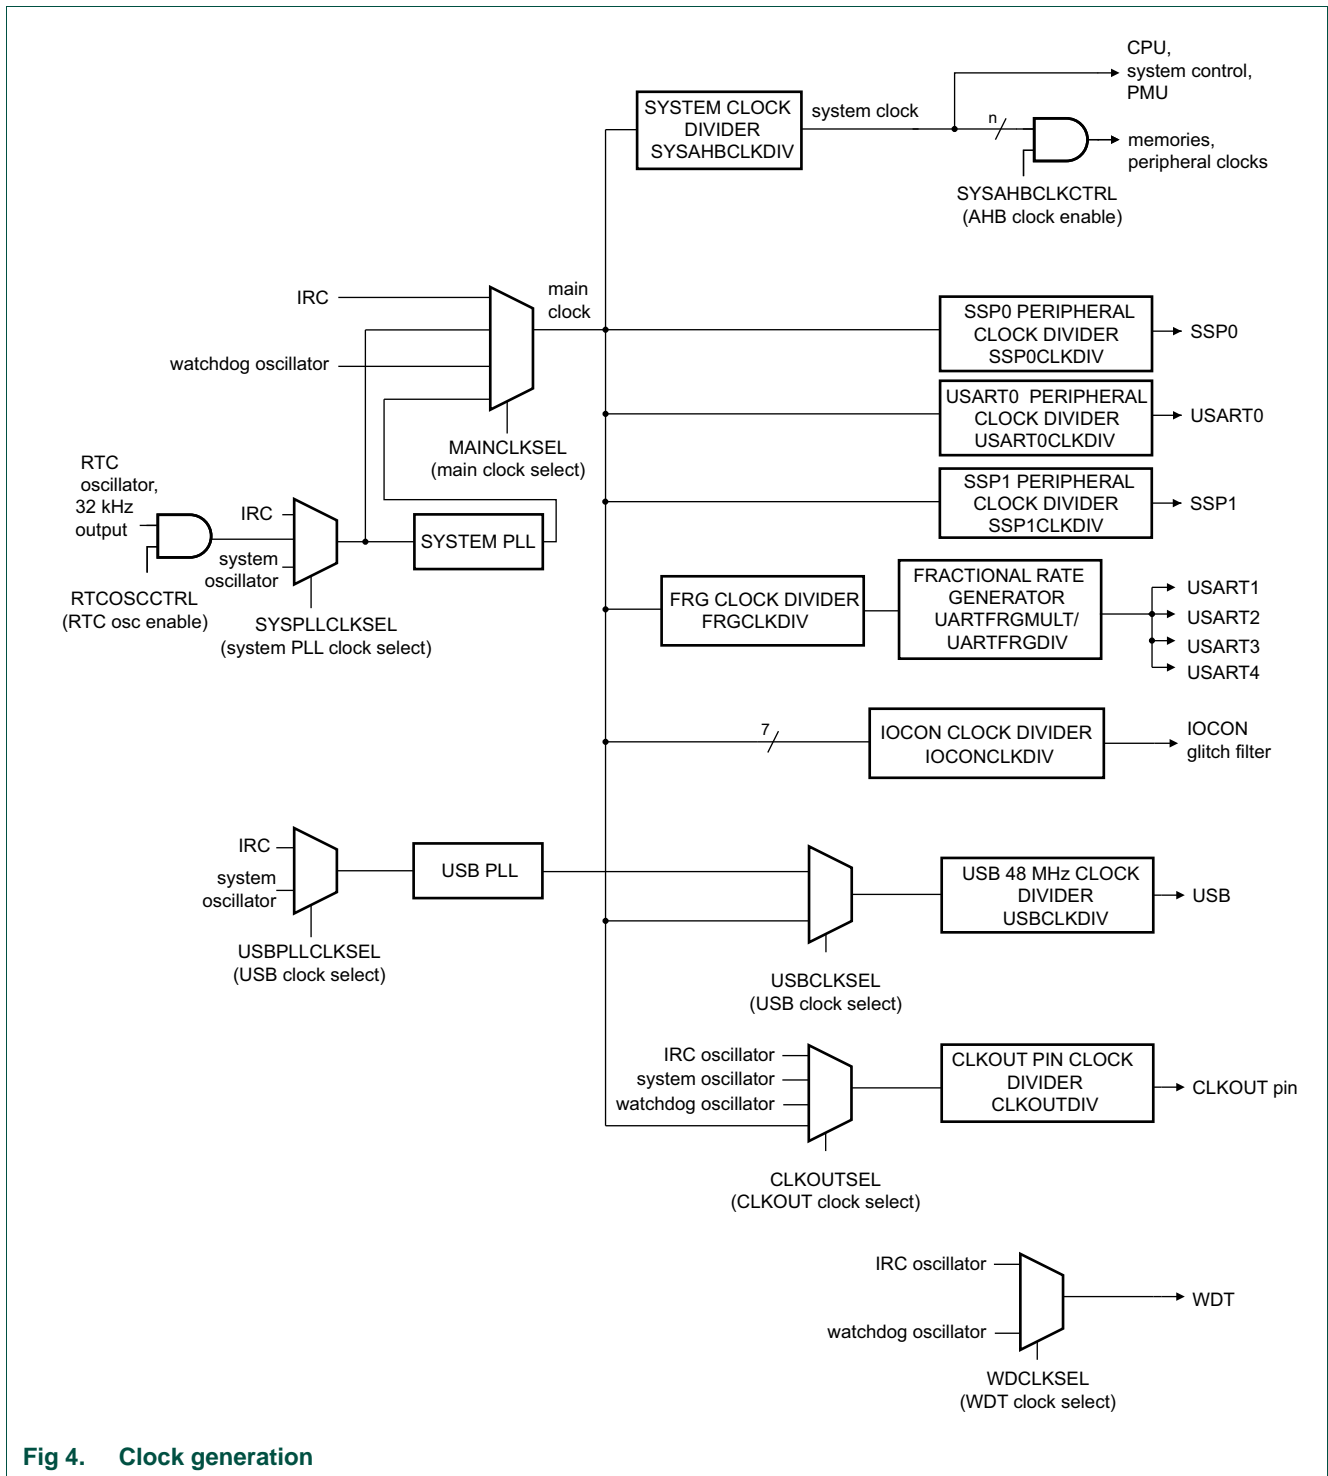 CPU,
system control,
PMU
SYSTEM CLOCK
DIVIDER
SYSAHBCLKDIV
system clock
n
memories,
peripheral clocks
SYSAHBCLKCTRL
(AHB clock enable)
IRC
main
clock
watchdog oscillator
MAINCLKSEL
(main clock select)
SSP0 PERIPHERAL
CLOCK DIVIDER
SSP0CLKDIV
SSP0
USART0 PERIPHERAL
CLOCK DIVIDER
USART0CLKDIV
USART0
SSP1 PERIPHERAL
CLOCK DIVIDER
SSP1CLKDIV
SSP1
RTC
oscillator,
32 kHz
output
RTCOSCCTRL
(RTC osc enable)
IRC
system
oscillator
SYSPLLCLKSEL
(system PLL clock select)
SYSTEM PLL
FRG CLOCK DIVIDER
FRGCLKDIV
FRACTIONAL RATE
GENERATOR
UARTFRGMULT/
UARTFRGDIV
USART1
USART2
USART3
USART4
7
IOCON CLOCK DIVIDER
IOCONCLKDIV
IOCON
glitch filter
IRC
system
oscillator
USBPLLCLKSEL
(USB clock select)
USB PLL
USBCLKSEL
(USB clock select)
USB 48 MHz CLOCK
DIVIDER
USBCLKDIV
USB
IRC oscillator
system oscillator
watchdog oscillator
CLKOUTSEL
(CLKOUT clock select)
CLKOUT PIN CLOCK
DIVIDER
CLKOUTDIV
CLKOUT pin
IRC oscillator
watchdog oscillator
WDCLKSEL
(WDT clock select)
WDT
Fig 4. Clock generation